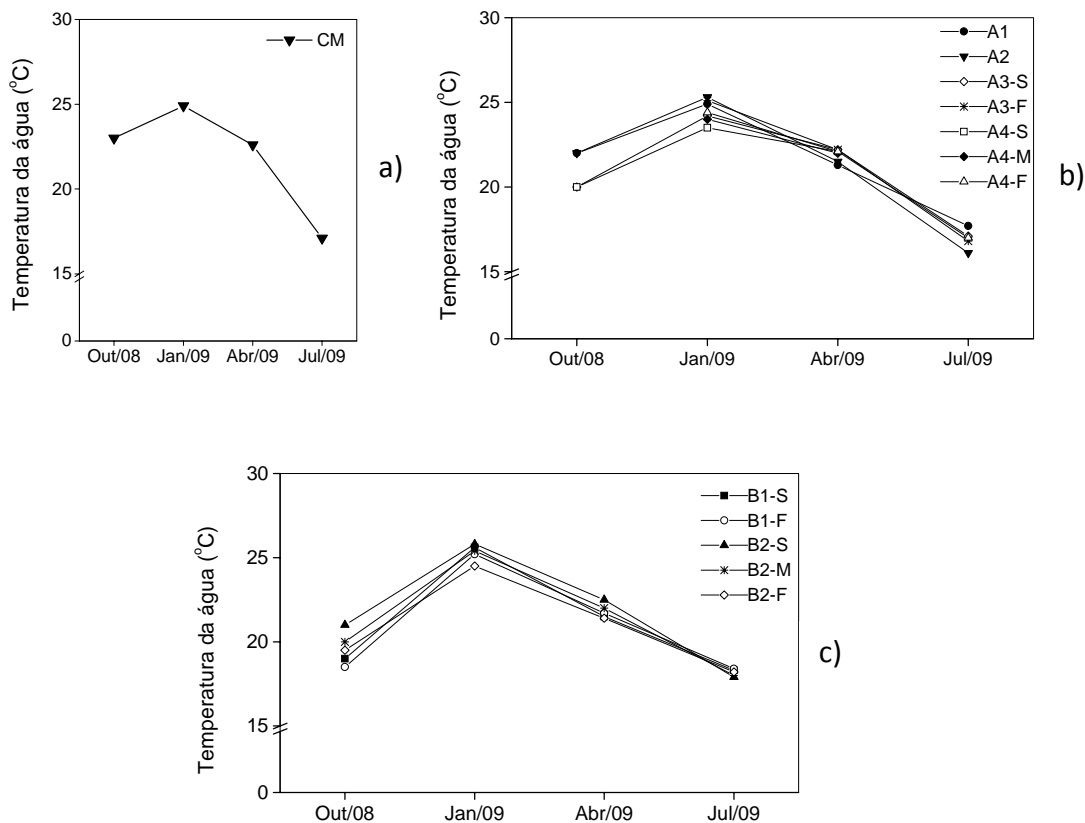 30
25
20
15
0
Temperatura da água (°C)
CM
Out/08 Jan/09 Abr/09 Jul/09
a)
30
25
20
15
0
Temperatura da água (°C)
A1
A2
A3-S
A3-F
A4-S
A4-M
A4-F
Out/08 Jan/09 Abr/09 Jul/09
b)
30
25
20
15
0
Temperatura da água (°C)
B1-S
B1-F
B2-S
B2-M
B2-F
Out/08 Jan/09 Abr/09 Jul/09
c)